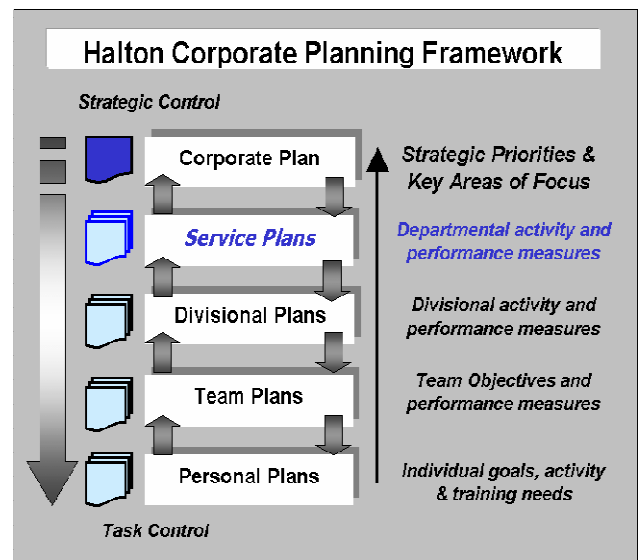 Halton Corporate Planning Framework
Strategic Control
Corporate Plan
Strategic Priorities &
Key Areas of Focus
Service Plans
Departmental activity and
performance measures
Divisional Plans
Divisional activity and
performance measures
Team Plans
Team Objectives and
performance measures
Personal Plans
Individual goals, activity
& training needs
Task Control